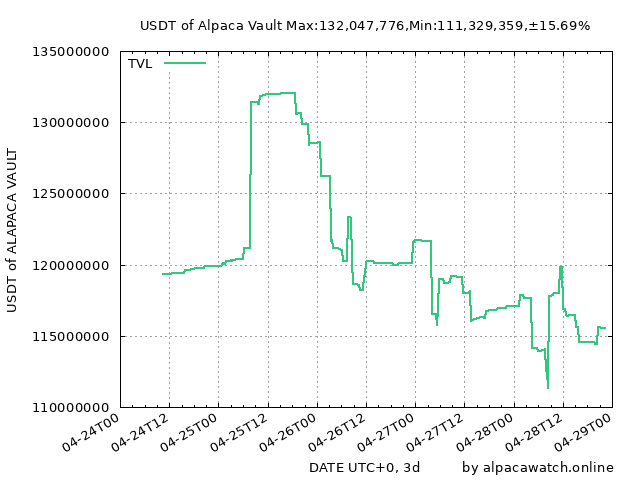 USDT of Alpaca Vault Max:132,047,776,Min:111,329,359,±15.69%
TVL
135000000
130000000
125000000
120000000
115000000
110000000
USDT of ALAPACA VAULT
04-24T00
04-24T12
04-25T00
04-25T12
04-26T00
04-26T12
04-27T00
04-27T12
04-28T00
04-28T12
04-29T00
DATE UTC+0, 3d
by alpacawatch.online